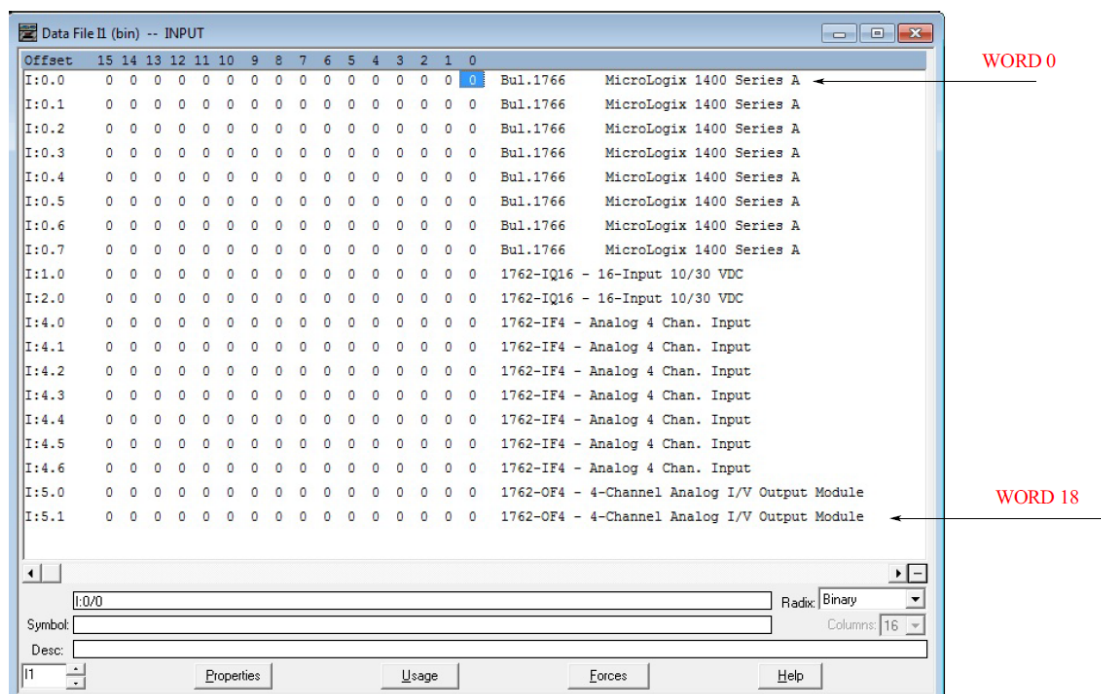 Data File I1 (bin) -- INPUT
Offset 15 14 13 12 11 10 9 8 7 6 5 4 3 2 1 0
I:0.0 0 0 0 0 0 0 0 0 0 0 0 0 0 0 0 0 Bul.1766 MicroLogix 1400 Series A
WORD 0
I:0.1 0 0 0 0 0 0 0 0 0 0 0 0 0 0 0 0 Bul.1766 MicroLogix 1400 Series A
I:0.2 0 0 0 0 0 0 0 0 0 0 0 0 0 0 0 0 Bul.1766 MicroLogix 1400 Series A
I:0.3 0 0 0 0 0 0 0 0 0 0 0 0 0 0 0 0 Bul.1766 MicroLogix 1400 Series A
I:0.4 0 0 0 0 0 0 0 0 0 0 0 0 0 0 0 0 Bul.1766 MicroLogix 1400 Series A
I:0.5 0 0 0 0 0 0 0 0 0 0 0 0 0 0 0 0 Bul.1766 MicroLogix 1400 Series A
I:0.6 0 0 0 0 0 0 0 0 0 0 0 0 0 0 0 0 Bul.1766 MicroLogix 1400 Series A
I:0.7 0 0 0 0 0 0 0 0 0 0 0 0 0 0 0 0 Bul.1766 MicroLogix 1400 Series A
I:1.0 0 0 0 0 0 0 0 0 0 0 0 0 0 0 0 0 1762-IQ16 - 16-Input 10/30 VDC
I:2.0 0 0 0 0 0 0 0 0 0 0 0 0 0 0 0 0 1762-IQ16 - 16-Input 10/30 VDC
I:4.0 0 0 0 0 0 0 0 0 0 0 0 0 0 0 0 0 1762-IF4 - Analog 4 Chan. Input
I:4.1 0 0 0 0 0 0 0 0 0 0 0 0 0 0 0 0 1762-IF4 - Analog 4 Chan. Input
I:4.2 0 0 0 0 0 0 0 0 0 0 0 0 0 0 0 0 1762-IF4 - Analog 4 Chan. Input
I:4.3 0 0 0 0 0 0 0 0 0 0 0 0 0 0 0 0 1762-IF4 - Analog 4 Chan. Input
I:4.4 0 0 0 0 0 0 0 0 0 0 0 0 0 0 0 0 1762-IF4 - Analog 4 Chan. Input
I:4.5 0 0 0 0 0 0 0 0 0 0 0 0 0 0 0 0 1762-IF4 - Analog 4 Chan. Input
I:4.6 0 0 0 0 0 0 0 0 0 0 0 0 0 0 0 0 1762-IF4 - Analog 4 Chan. Input
I:5.0 0 0 0 0 0 0 0 0 0 0 0 0 0 0 0 0 1762-OF4 - 4-Channel Analog I/V Output Module
I:5.1 0 0 0 0 0 0 0 0 0 0 0 0 0 0 0 0 1762-OF4 - 4-Channel Analog I/V Output Module
WORD 18
I:0/0 Radix: Binary
Symbol: Columns: 16
Desc:
I1 Properties Usage Forces Help